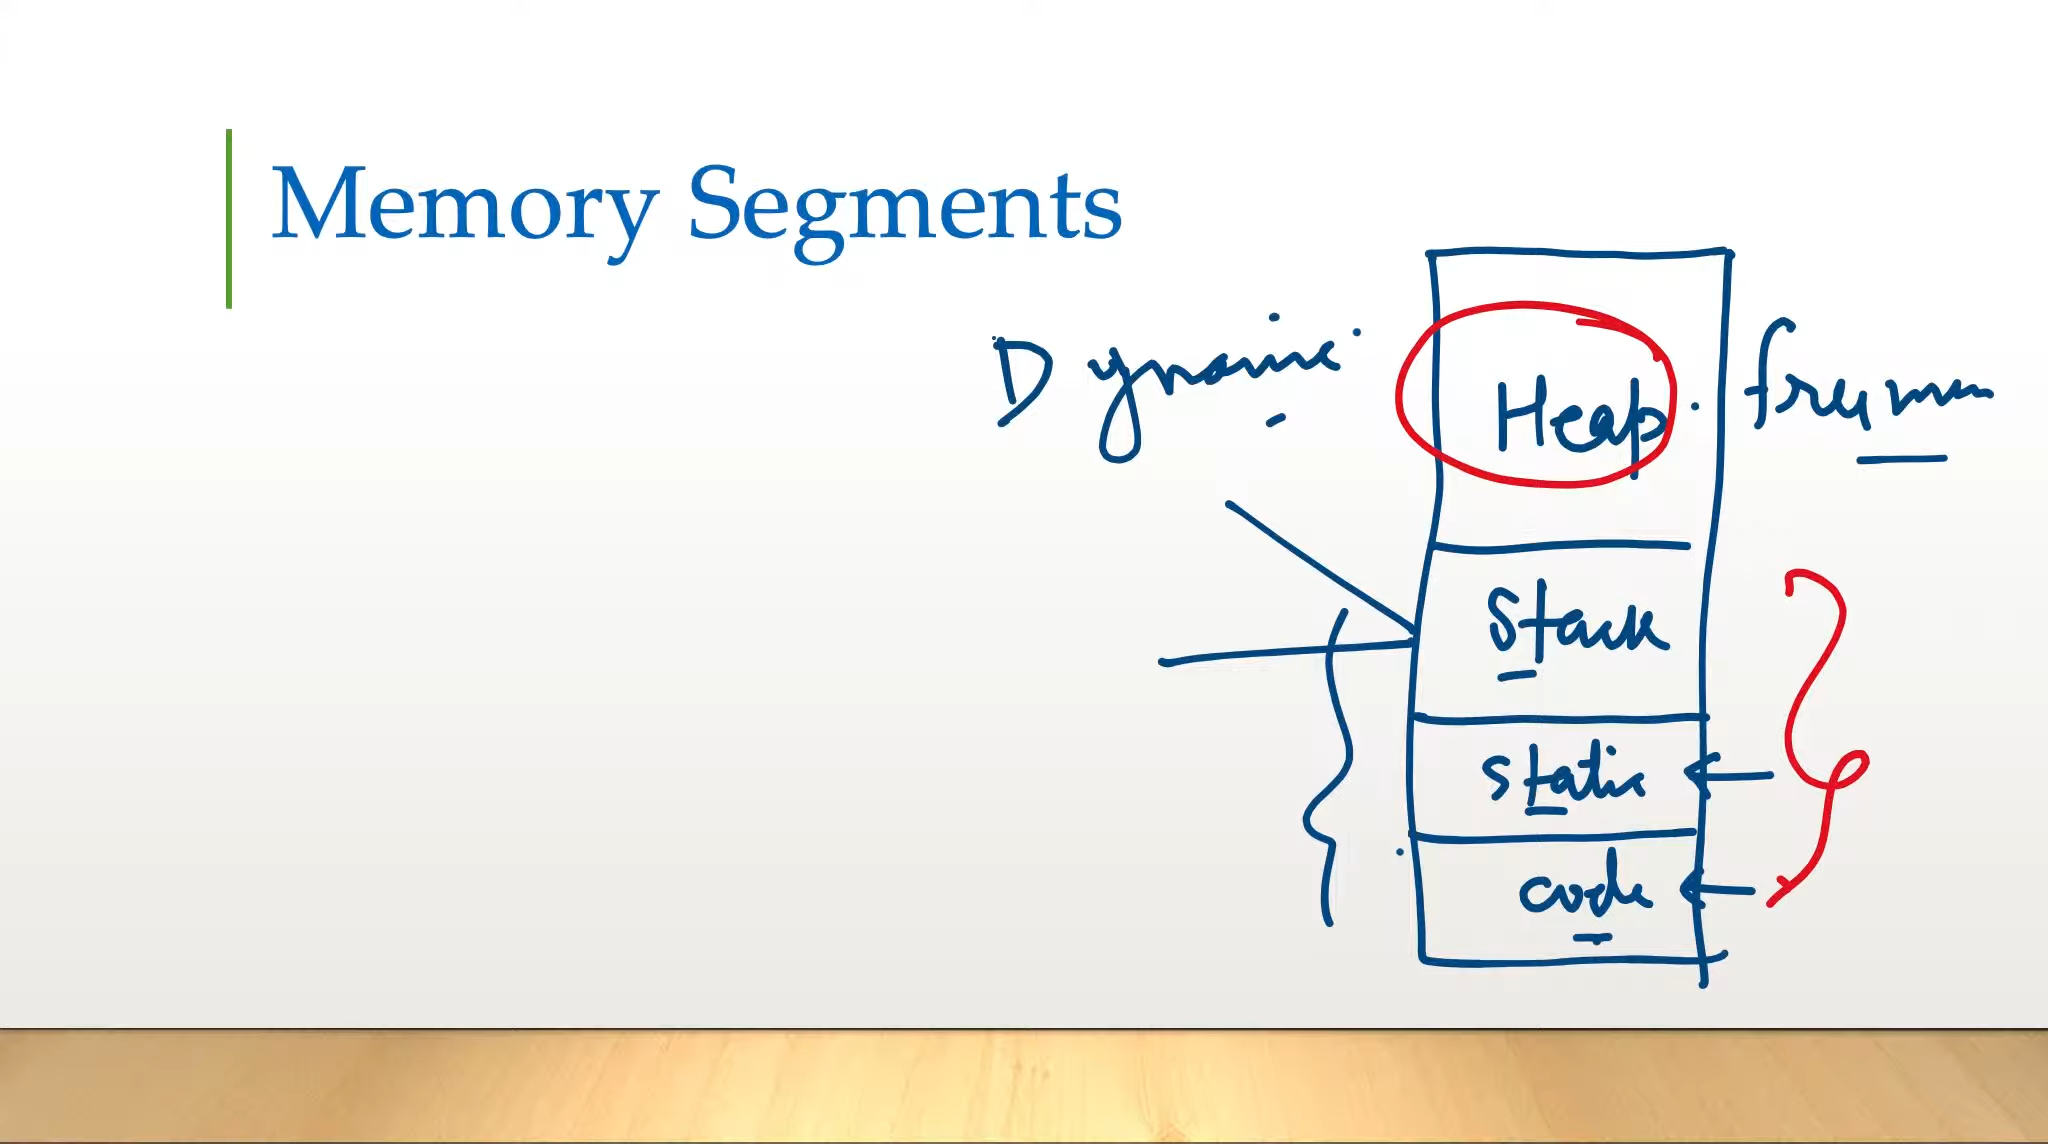 Memory Segments
Dynamic
Heap
Stack
static
code